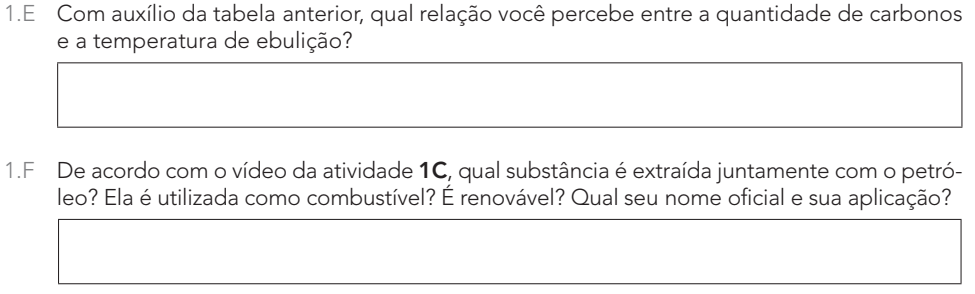 1.E Com auxílio da tabela anterior, qual relação você percebe entre a quantidade de carbonos
e a temperatura de ebulição?
1.F De acordo com o vídeo da atividade 1C, qual substância é extraída juntamente com o petró-
leo? Ela é utilizada como combustível? É renovável? Qual seu nome oficial e sua aplicação?